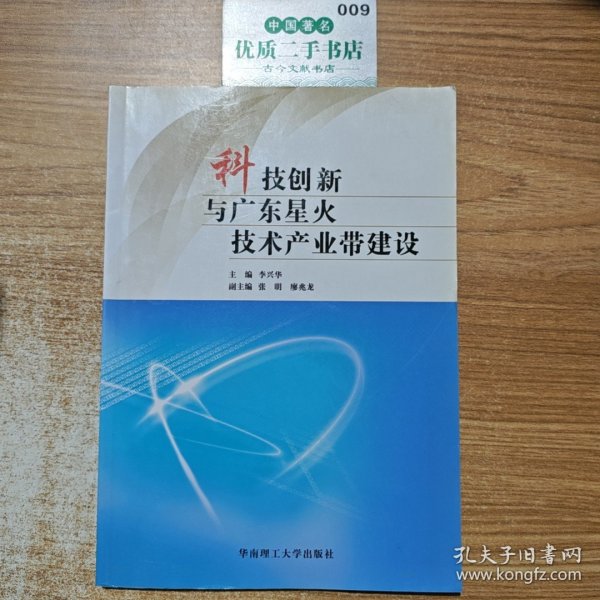 009
中国著名
优质二手书店
古今文献书店
科技创新
与广东星火
技术产业带建设
主 编 李兴华
副主编 张 明 廖兆龙
华南理工大学出版社
孔夫子旧书网
www.kongfz.com